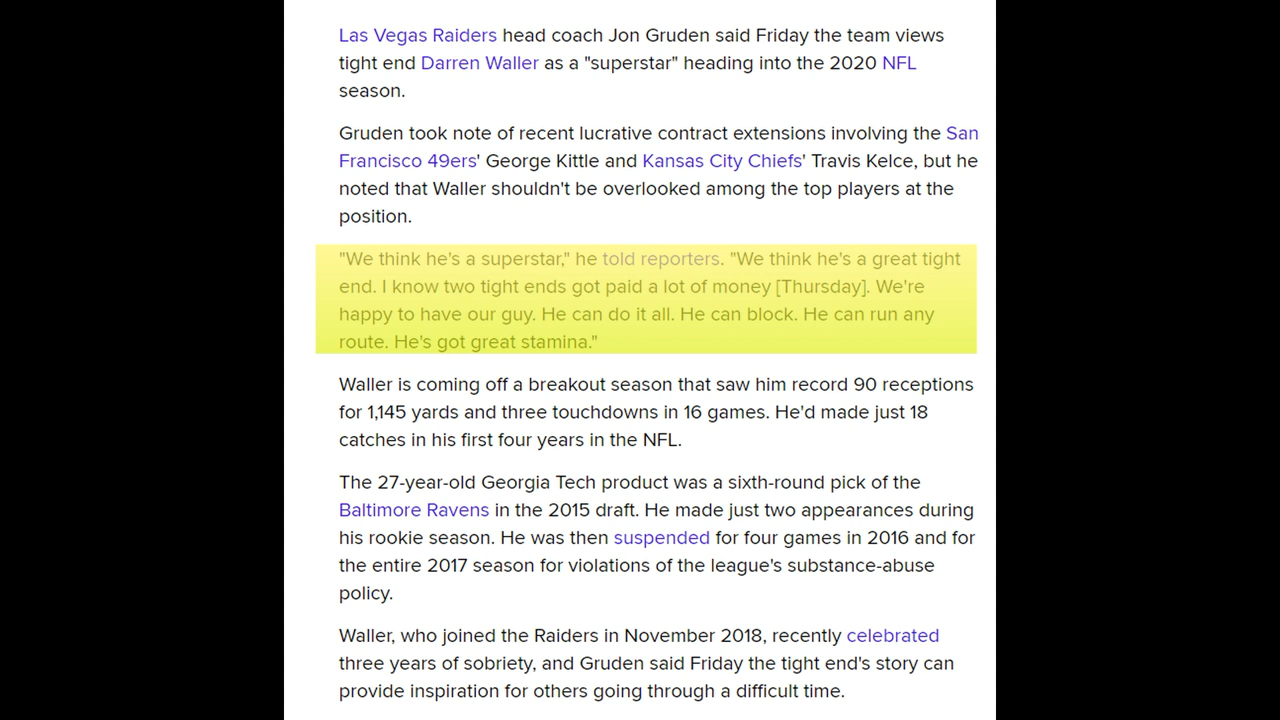 Las Vegas Raiders head coach Jon Gruden said Friday the team views
tight end Darren Waller as a "superstar" heading into the 2020 NFL
season.
Gruden took note of recent lucrative contract extensions involving the San
Francisco 49ers' George Kittle and Kansas City Chiefs' Travis Kelce, but he
noted that Waller shouldn't be overlooked among the top players at the
position.
"We think he's a superstar," he told reporters. "We think he's a great tight
end. I know two tight ends got paid a lot of money [Thursday]. We're
happy to have our guy. He can do it all. He can block. He can run any
route. He's got great stamina."
Waller is coming off a breakout season that saw him record 90 receptions
for 1,145 yards and three touchdowns in 16 games. He'd made just 18
catches in his first four years in the NFL.
The 27-year-old Georgia Tech product was a sixth-round pick of the
Baltimore Ravens in the 2015 draft. He made just two appearances during
his rookie season. He was then suspended for four games in 2016 and for
the entire 2017 season for violations of the league's substance-abuse
policy.
Waller, who joined the Raiders in November 2018, recently celebrated
three years of sobriety, and Gruden said Friday the tight end's story can
provide inspiration for others going through a difficult time.